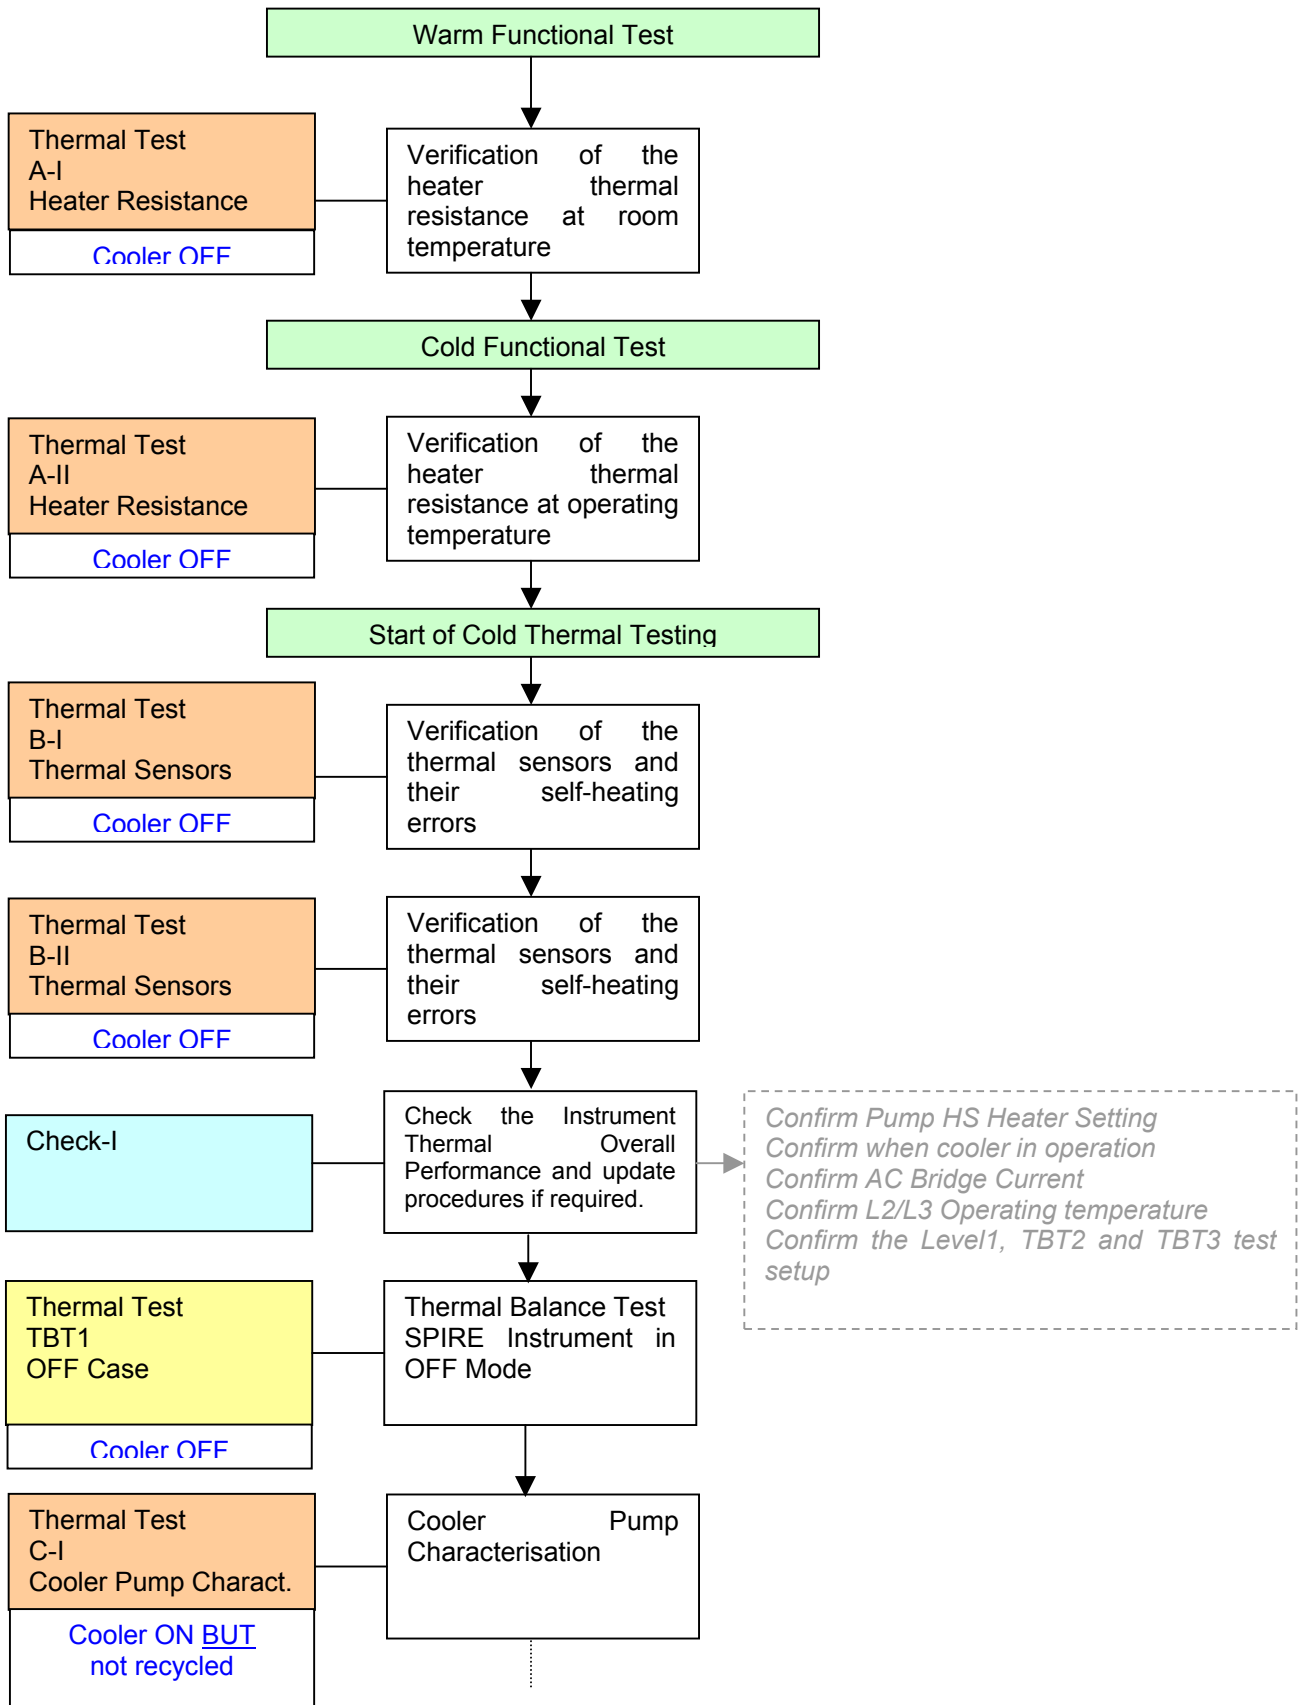 Warm Functional Test
Thermal Test
A-I
Heater Resistance
Cooler OFF
Verification of the
heater thermal
resistance at room
temperature
Cold Functional Test
Thermal Test
A-II
Heater Resistance
Cooler OFF
Verification of the
heater thermal
resistance at operating
temperature
Start of Cold Thermal Testing
Thermal Test
B-I
Thermal Sensors
Cooler OFF
Verification of the
thermal sensors and
their self-heating
errors
Thermal Test
B-II
Thermal Sensors
Cooler OFF
Verification of the
thermal sensors and
their self-heating
errors
Check-I
Check the Instrument
Thermal Overall
Performance and update
procedures if required.
Confirm Pump HS Heater Setting
Confirm when cooler in operation
Confirm AC Bridge Current
Confirm L2/L3 Operating temperature
Confirm the Level1, TBT2 and TBT3 test
setup
Thermal Test
TBT1
OFF Case
Cooler OFF
Thermal Balance Test
SPIRE Instrument in
OFF Mode
Thermal Test
C-I
Cooler Pump Charact.
Cooler ON BUT
not recycled
Cooler Pump
Characterisation